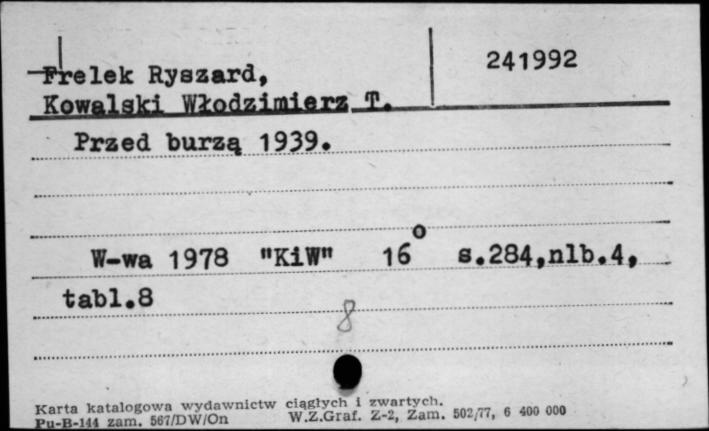 Frelek Ryszard,
241992
Kowalski Włodzimierz T.
Przed burzą 1939.
W-wa 1978 "KiW" 16° s.284,nlb.4,
tabl.8
8
Karta katalogowa wydawnictw ciągłych i zwartych.
Pu-B-144 zam. 567/DW/On W.Z.Graf. Z-2, Zam. 502/77, 6 400 000